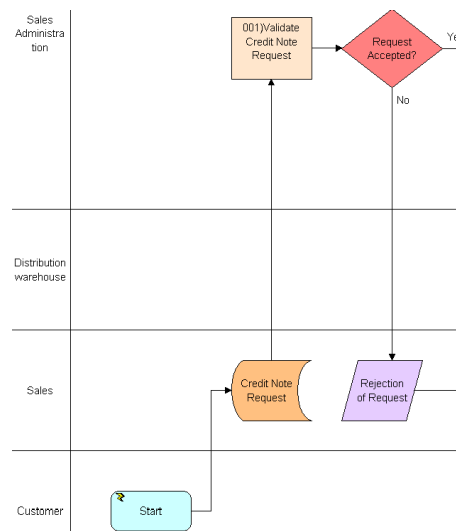 Sales
Administra
tion
001)Validate
Credit Note
Request
Request
Accepted?
Ye
No
Distribution
warehouse
Sales
Credit Note
Request
Rejection
of Request
Customer
Start